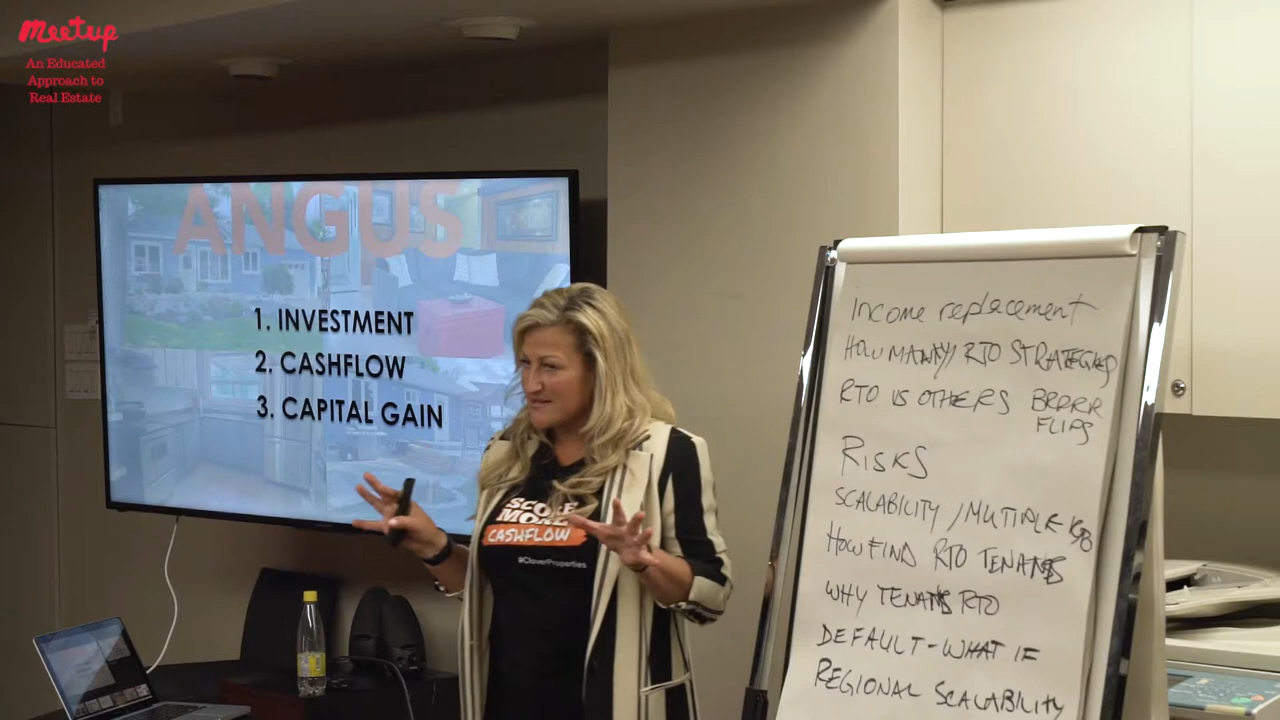 Meetup
An Educated
Approach to
Real Estate
ANGUS
1. INVESTMENT
2. CASHFLOW
3. CAPITAL GAIN
SCORE
MORE
CASHFLOW
#CloverProperties
Income replacement
HOW MANY/ RTO STRATEGIES
RTO VS OTHERS BRRRR
FLIPS
RISKS
SCALABILITY / MULTIPLE RTO
HOW FIND RTO TENANTS
WHY TENANTS RTO
DEFAULT - WHAT IF
REGIONAL SCALABILITY